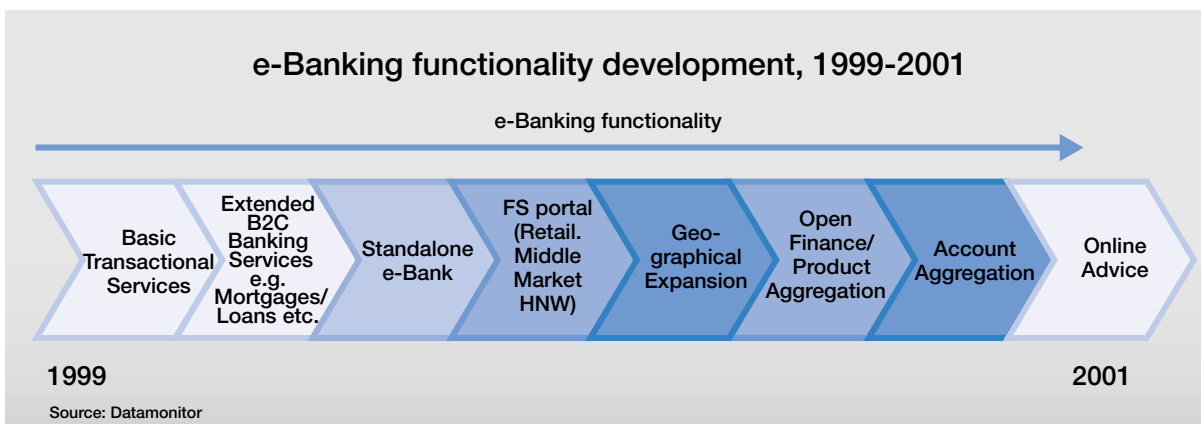 e-Banking functionality development, 1999-2001
e-Banking functionality
Basic
Transactional
Services
Extended
B2C
Banking
Services
e.g.
Mortgages/
Loans etc.
Standalone
e-Bank
FS portal
(Retail.
Middle
Market
HNW)
Geo-
graphical
Expansion
Open
Finance/
Product
Aggregation
Account
Aggregation
Online
Advice
1999
2001
Source: Datamonitor